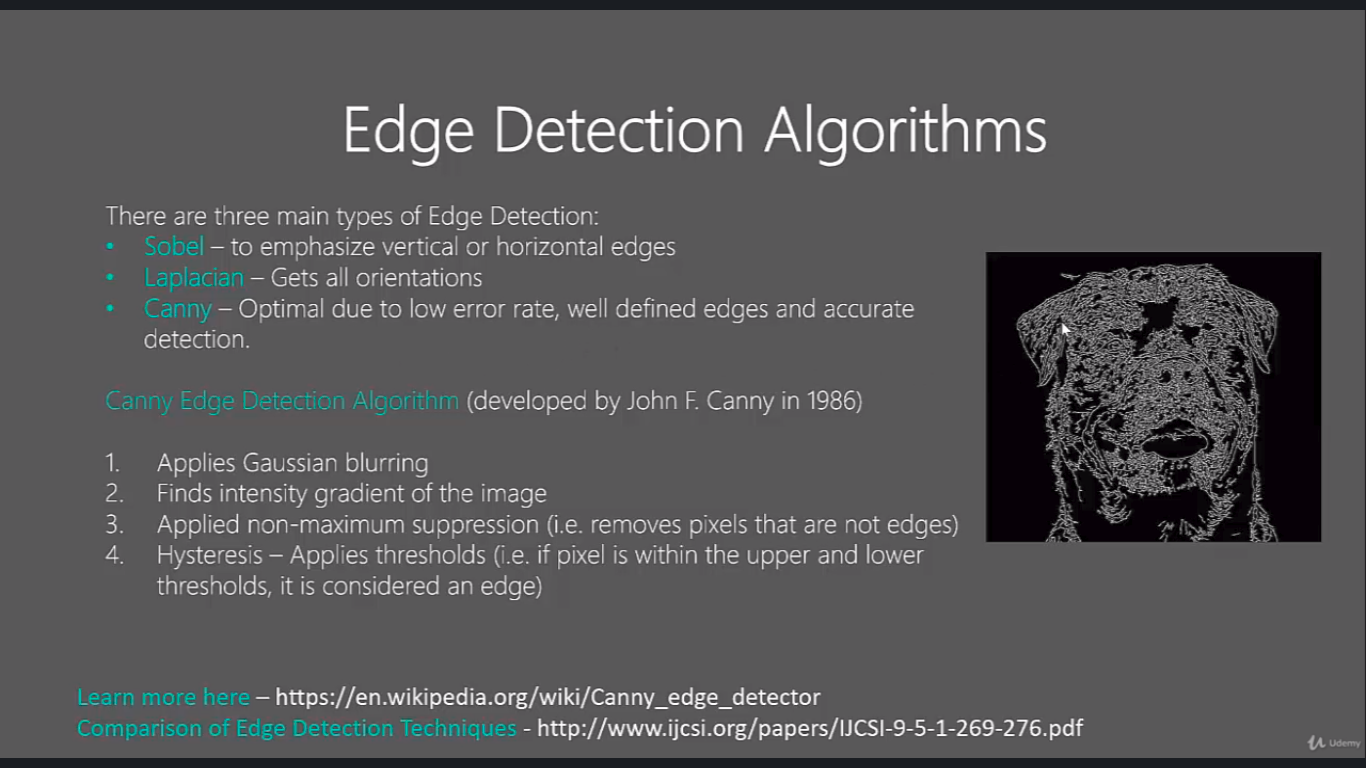 Edge Detection Algorithms
There are three main types of Edge Detection:
• Sobel – to emphasize vertical or horizontal edges
• Laplacian – Gets all orientations
• Canny – Optimal due to low error rate, well defined edges and accurate
detection.
Canny Edge Detection Algorithm (developed by John F. Canny in 1986)
1. Applies Gaussian blurring
2. Finds intensity gradient of the image
3. Applied non-maximum suppression (i.e. removes pixels that are not edges)
4. Hysteresis – Applies thresholds (i.e. if pixel is within the upper and lower
thresholds, it is considered an edge)
Learn more here – https://en.wikipedia.org/wiki/Canny_edge_detector
Comparison of Edge Detection Techniques - http://www.ijcsi.org/papers/IJCSI-9-5-1-269-276.pdf
Udemy